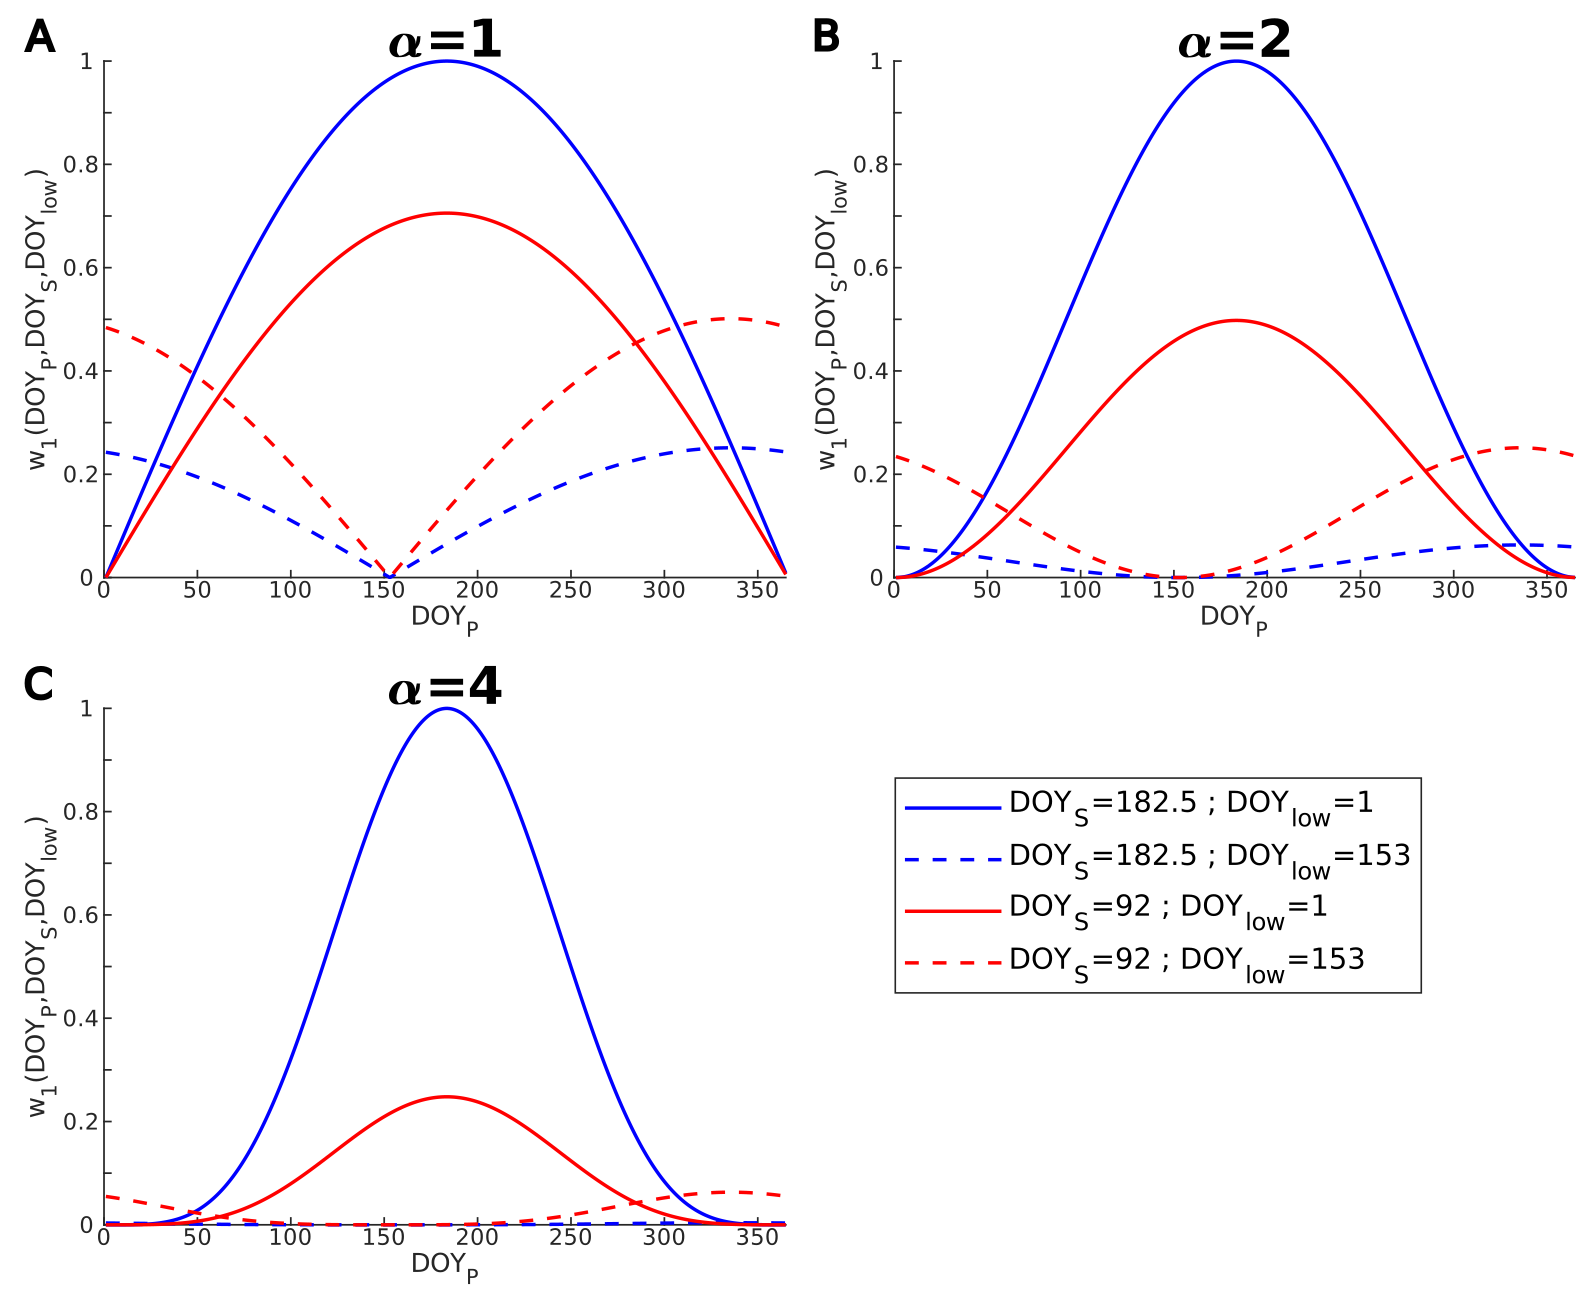 A
α=1
1
0.8
0.6
0.4
0.2
0
w1(DOYP,DOYS,DOYlow)
0 50 100 150 200 250 300 350
DOYP
B
α=2
1
0.8
0.6
0.4
0.2
0
w1(DOYP,DOYS,DOYlow)
0 50 100 150 200 250 300 350
DOYP
C
α=4
1
0.8
0.6
0.4
0.2
0
w1(DOYP,DOYS,DOYlow)
0 50 100 150 200 250 300 350
DOYP
DOYS=182.5 ; DOYlow=1
DOYS=182.5 ; DOYlow=153
DOYS=92 ; DOYlow=1
DOYS=92 ; DOYlow=153